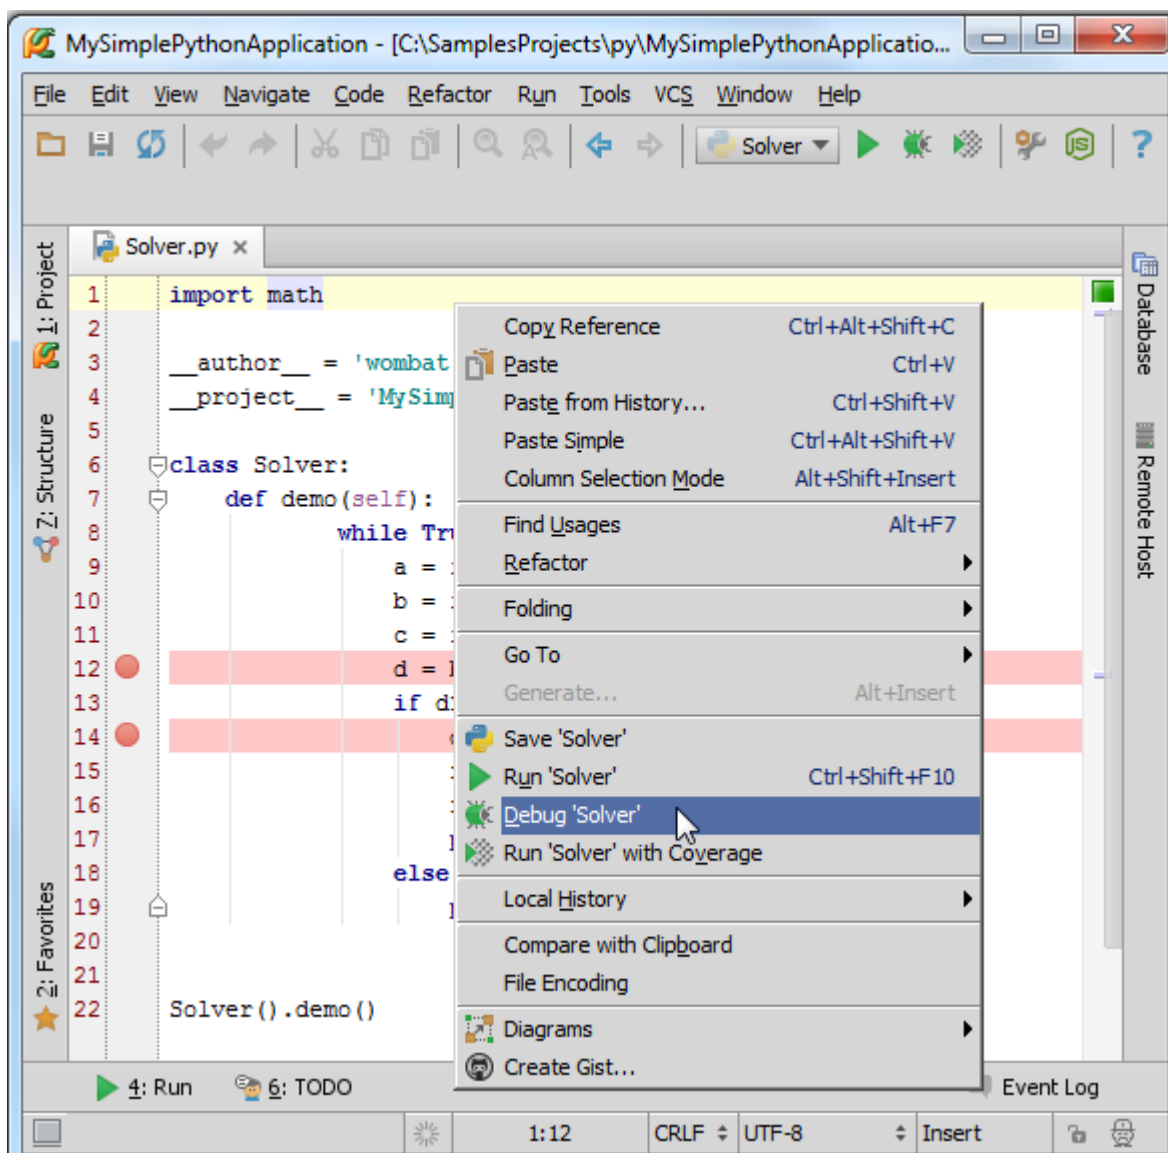 MySimplePythonApplication - [C:\SamplesProjects\py\MySimplePythonApplicatio...
File Edit View Navigate Code Refactor Run Tools VCS Window Help
Solver
JS
?
Solver.py
1: Project
7: Structure
2: Favorites
1 import math
2
3 __author__ = 'wombat
4 __project__ = 'MySimp
5
6 class Solver:
7 def demo(self):
8 while Tru
9 a =
10 b =
11 c =
12 d =
13 if d
14
15
16
17
18 else
19
20
21
22 Solver().demo()
Copy Reference Ctrl+Alt+Shift+C
Paste Ctrl+V
Paste from History... Ctrl+Shift+V
Paste Simple Ctrl+Alt+Shift+V
Column Selection Mode Alt+Shift+Insert
Find Usages Alt+F7
Refactor
Folding
Go To
Generate... Alt+Insert
Save 'Solver'
Run 'Solver' Ctrl+Shift+F10
Debug 'Solver'
Run 'Solver' with Coverage
Local History
Compare with Clipboard
File Encoding
Diagrams
Create Gist...
Database
Remote Host
4: Run 6: TODO Event Log
1:12 CRLF UTF-8 Insert